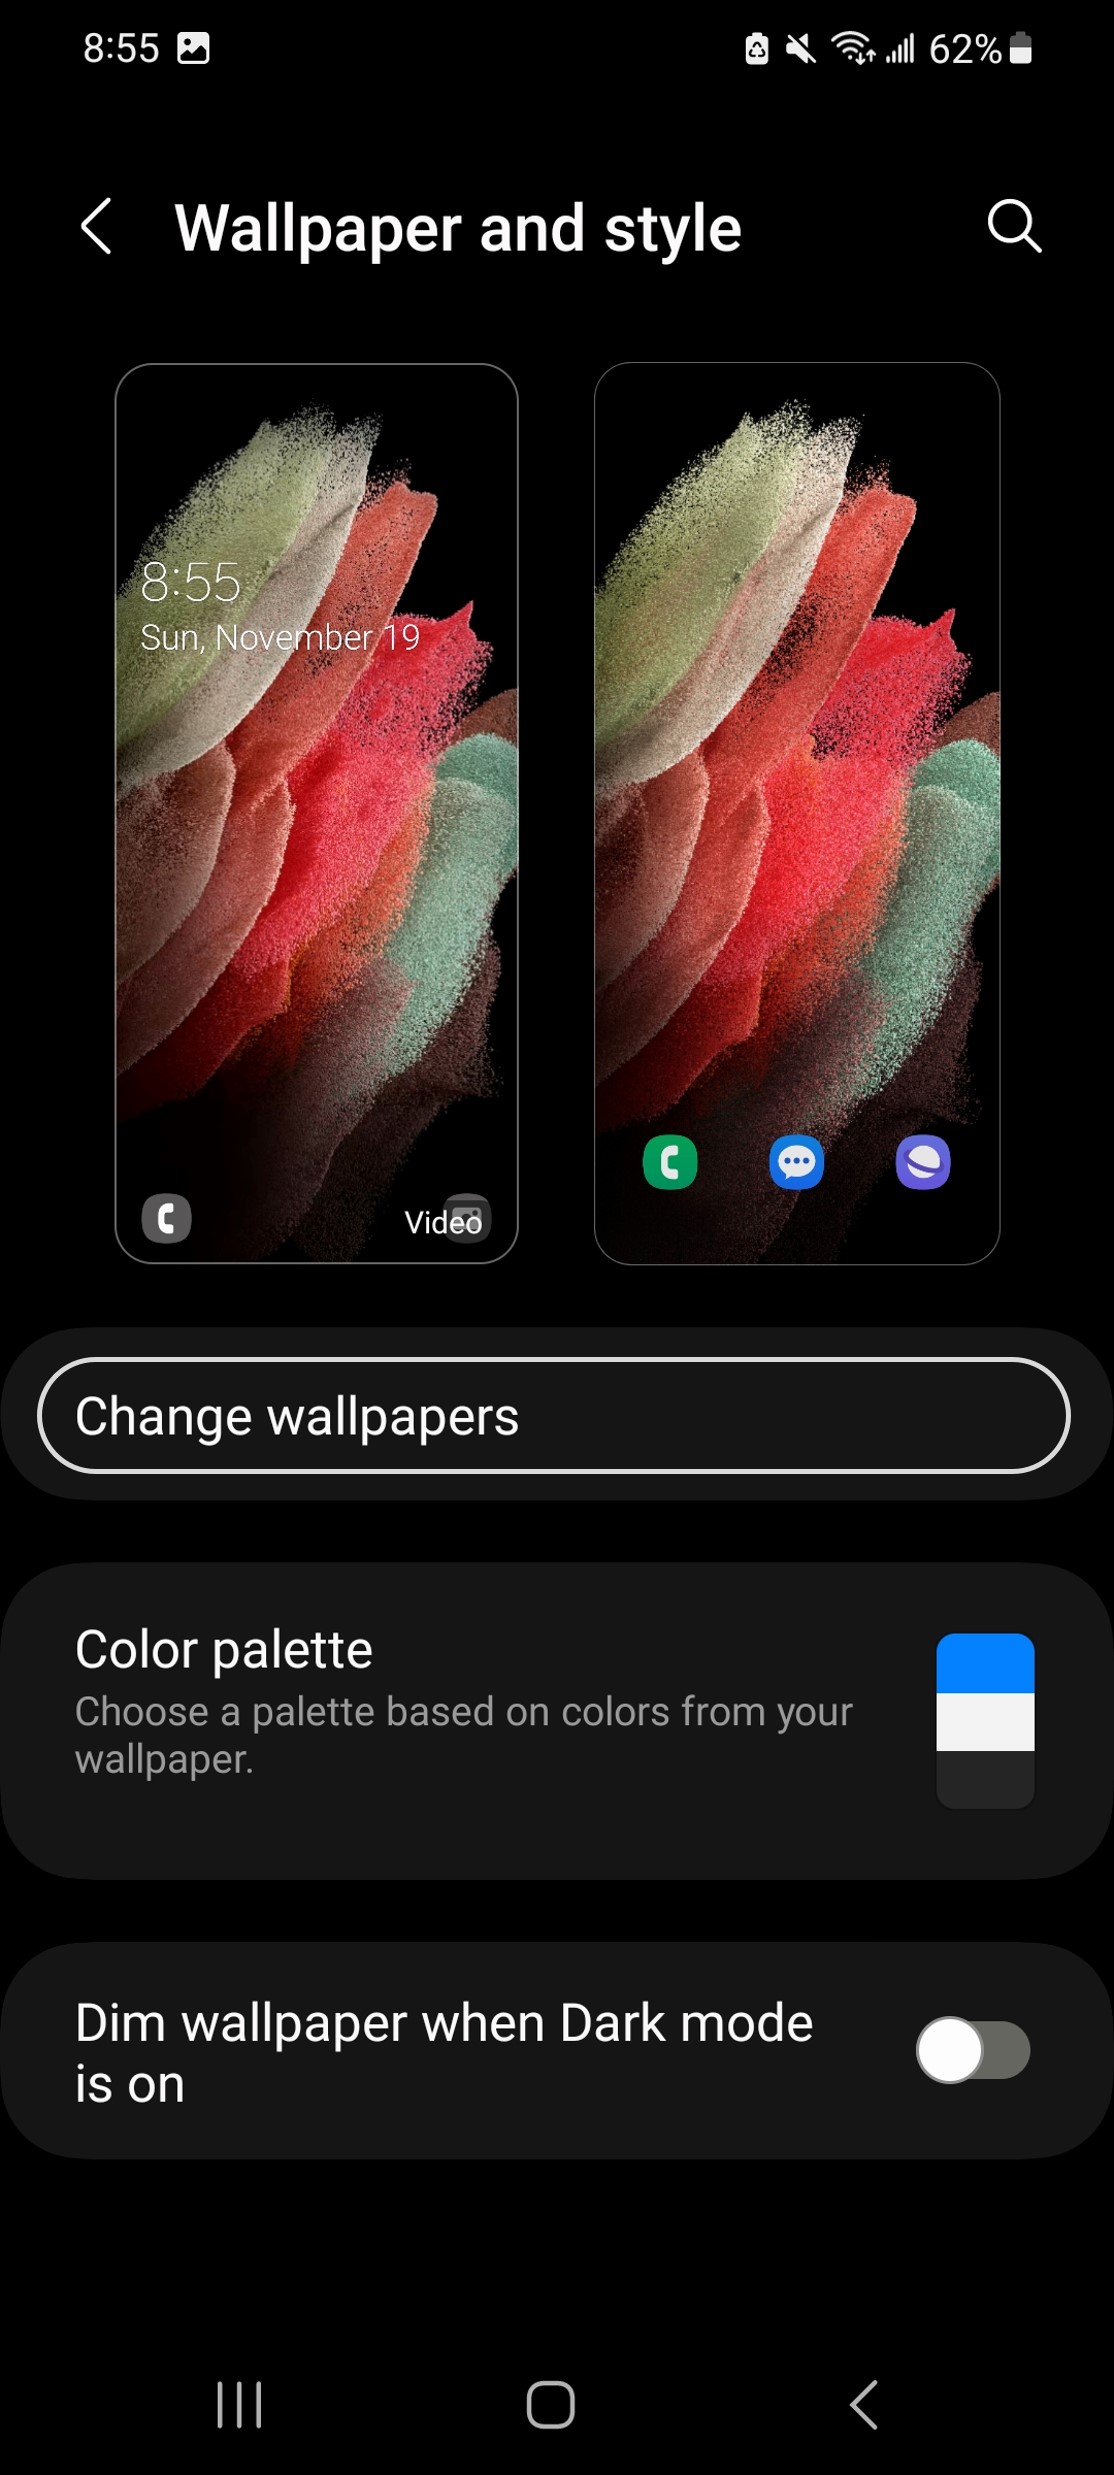 8:55 62%
Wallpaper and style
8:55
Sun, November 19
Video
Change wallpapers
Color palette
Choose a palette based on colors from your
wallpaper.
Dim wallpaper when Dark mode
is on